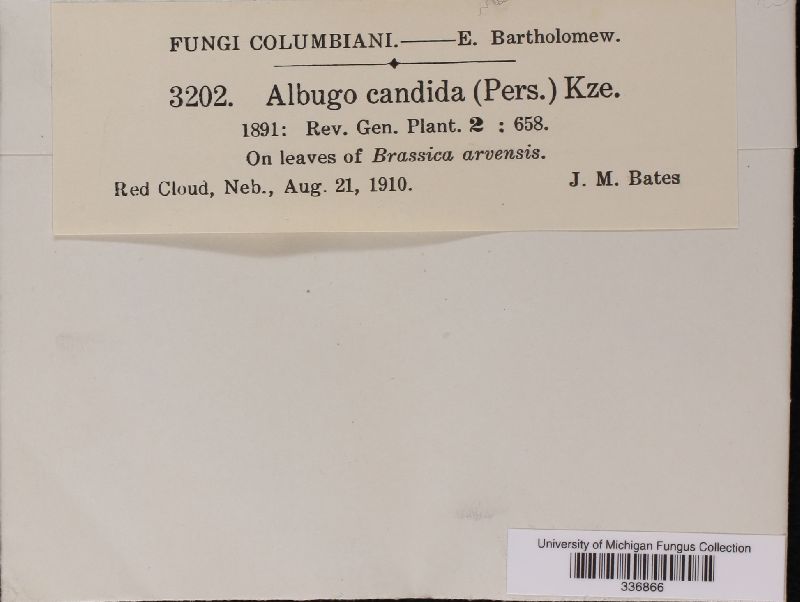 FUNGI COLUMBIANI.——E. Bartholomew.
3202. Albugo candida (Pers.) Kze.
1891: Rev. Gen. Plant. 2 : 658.
On leaves of Brassica arvensis.
Red Cloud, Neb., Aug. 21, 1910. J. M. Bates
University of Michigan Fungus Collection
336866